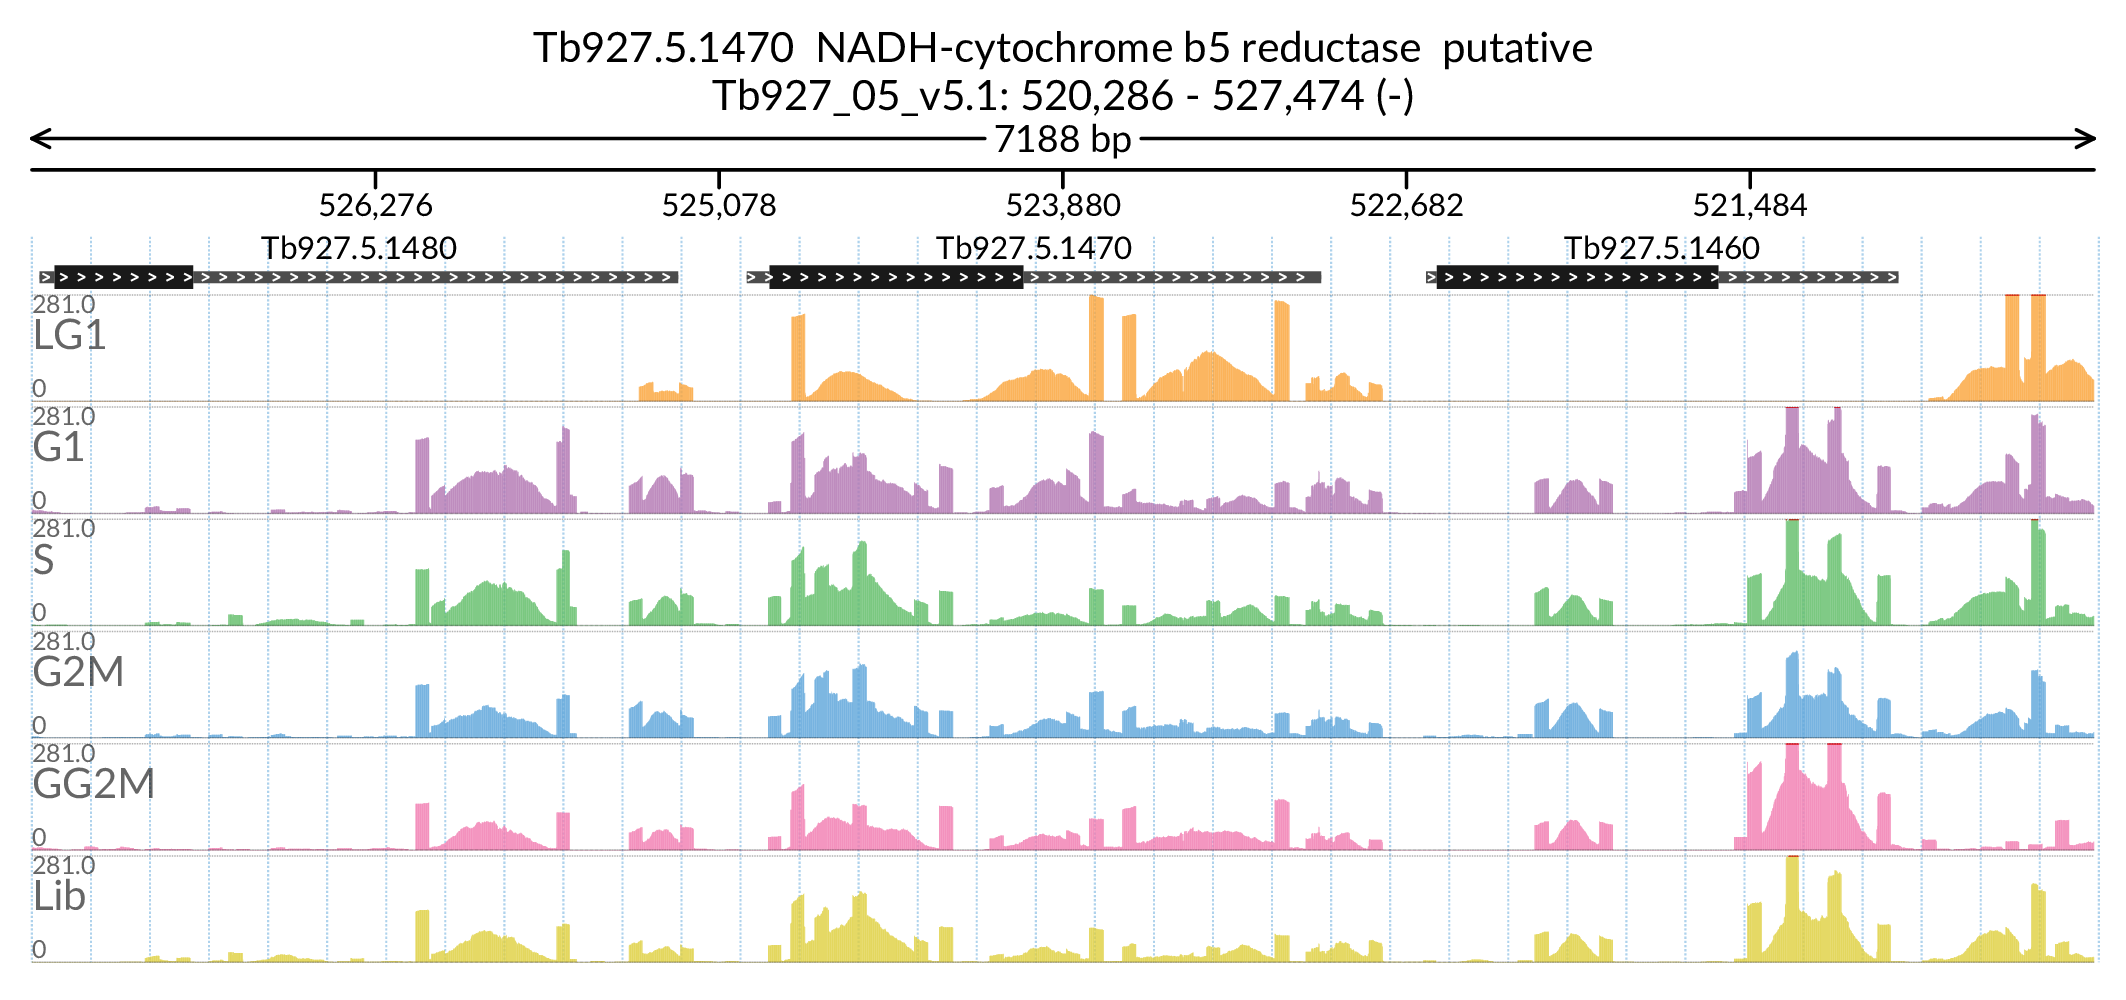 Tb927.5.1470  NADH-cytochrome b5 reductase  putative
Tb927_05_v5.1: 520,286 - 527,474 (-)
7188 bp
526,276 525,078 523,880 522,682 521,484
Tb927.5.1480 Tb927.5.1470 Tb927.5.1460
281.0
LG1
0
281.0
G1
0
281.0
S
0
281.0
G2M
0
281.0
GG2M
0
281.0
Lib
0